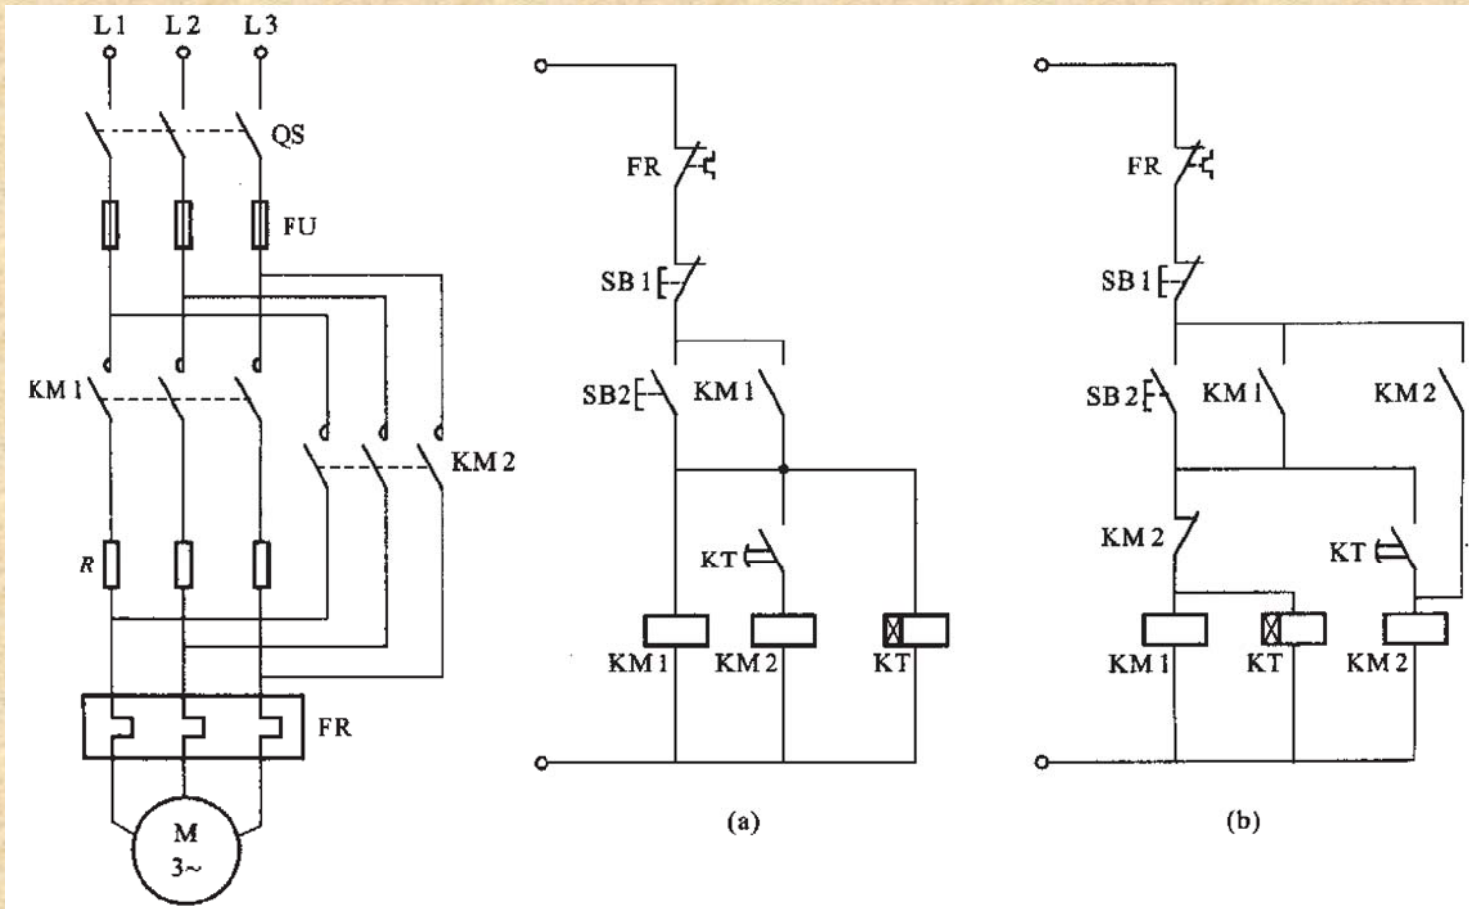 L1 L2 L3
QS
FU
KM1
KM2
R
FR
M
3~
FR
SB1
SB2 KM1
KT
KM1 KM2 KT
(a)
FR
SB1
SB2 KM1 KM2
KM2 KT
KM1 KT KM2
(b)